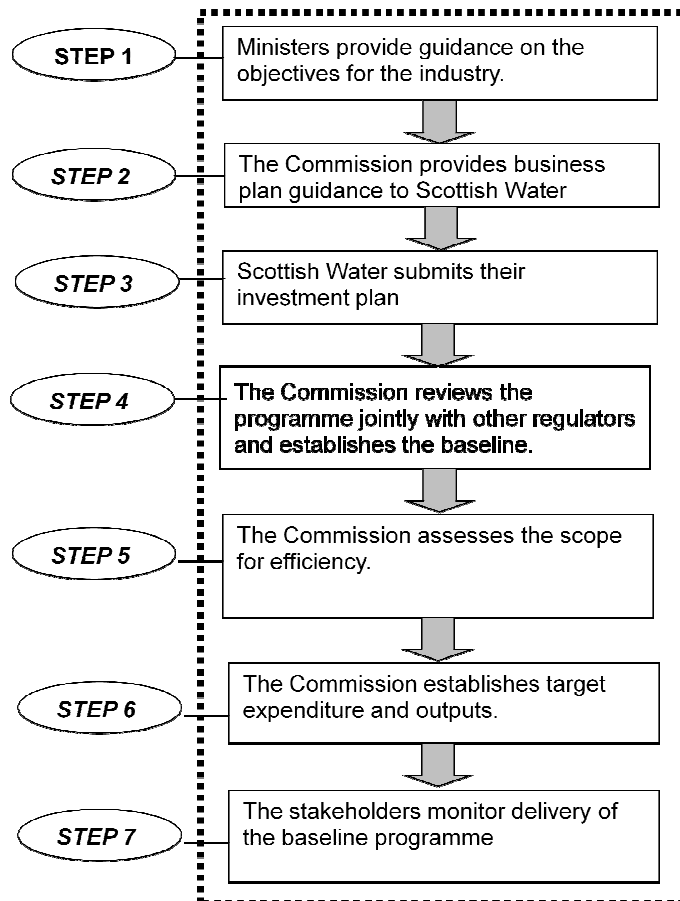 STEP 1
Ministers provide guidance on the
objectives for the industry.
STEP 2
The Commission provides business
plan guidance to Scottish Water
STEP 3
Scottish Water submits their
investment plan
STEP 4
The Commission reviews the
programme jointly with other regulators
and establishes the baseline.
STEP 5
The Commission assesses the scope
for efficiency.
STEP 6
The Commission establishes target
expenditure and outputs.
STEP 7
The stakeholders monitor delivery of
the baseline programme